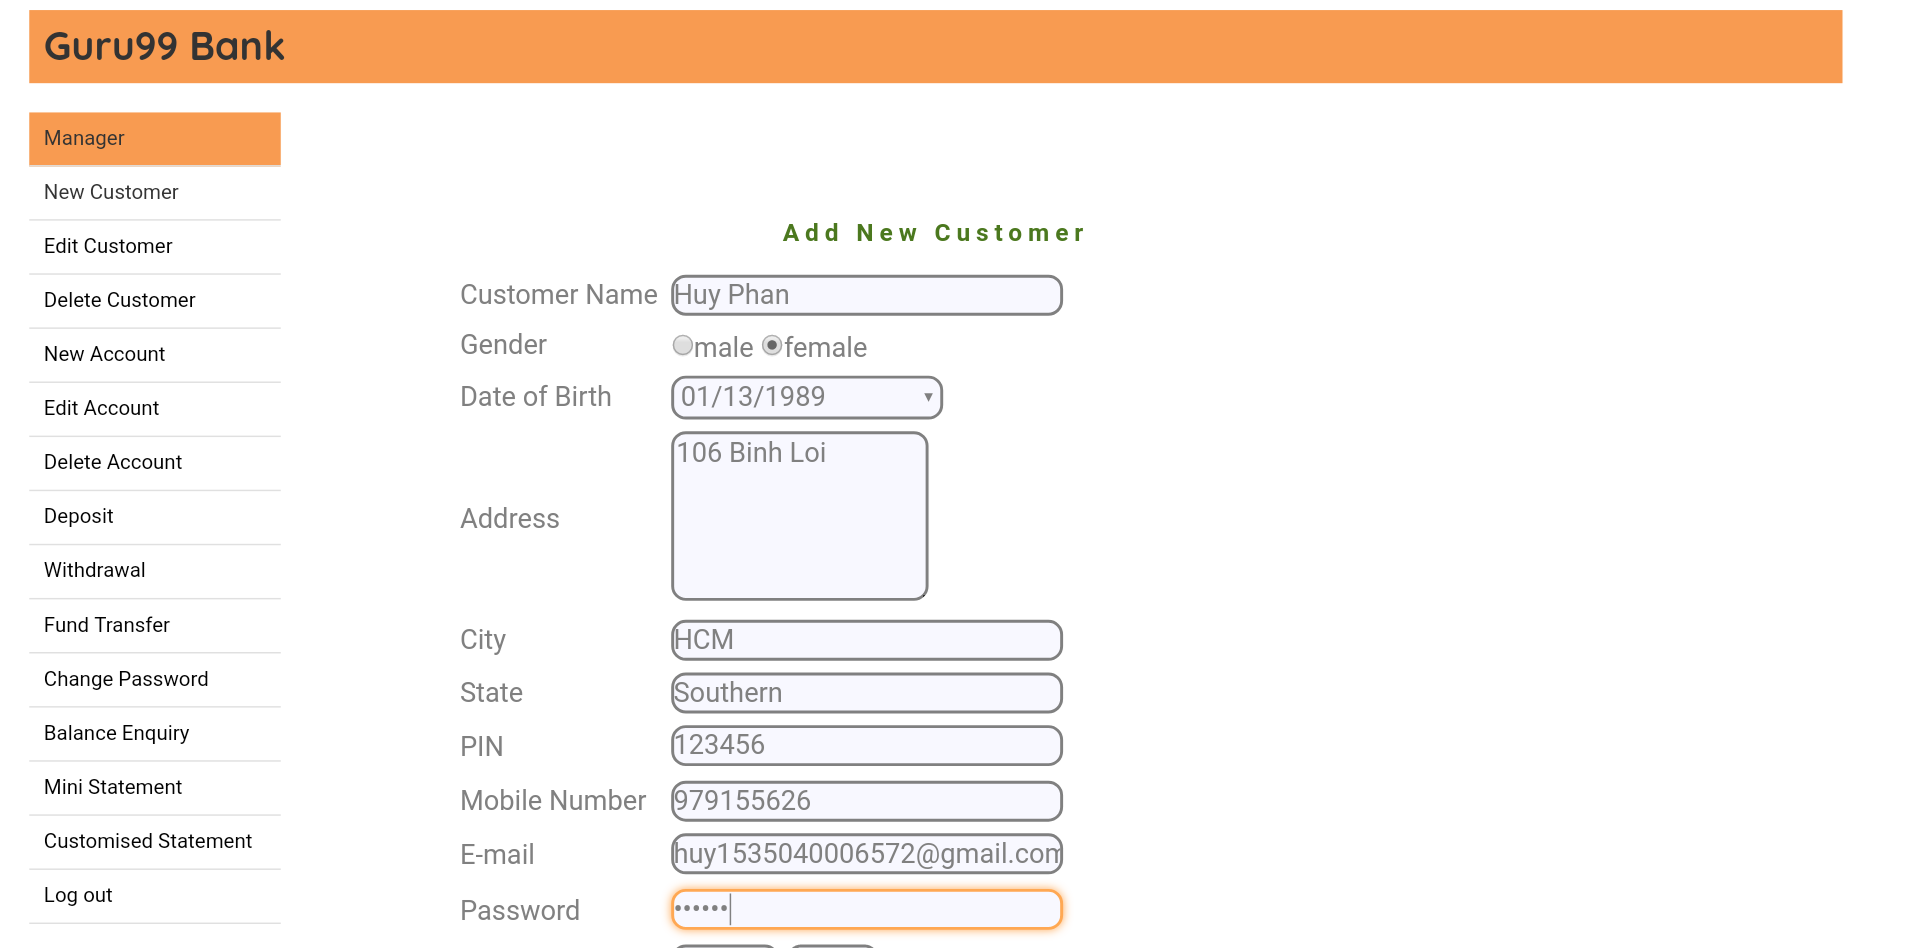 Guru99 Bank
Manager
New Customer
Edit Customer
Delete Customer
New Account
Edit Account
Delete Account
Deposit
Withdrawal
Fund Transfer
Change Password
Balance Enquiry
Mini Statement
Customised Statement
Log out
Add New Customer
Customer Name Huy Phan
Gender male female
Date of Birth 01/13/1989
Address 106 Binh Loi
City HCM
State Southern
PIN 123456
Mobile Number 979155626
E-mail huy1535040006572@gmail.com
Password ••••••